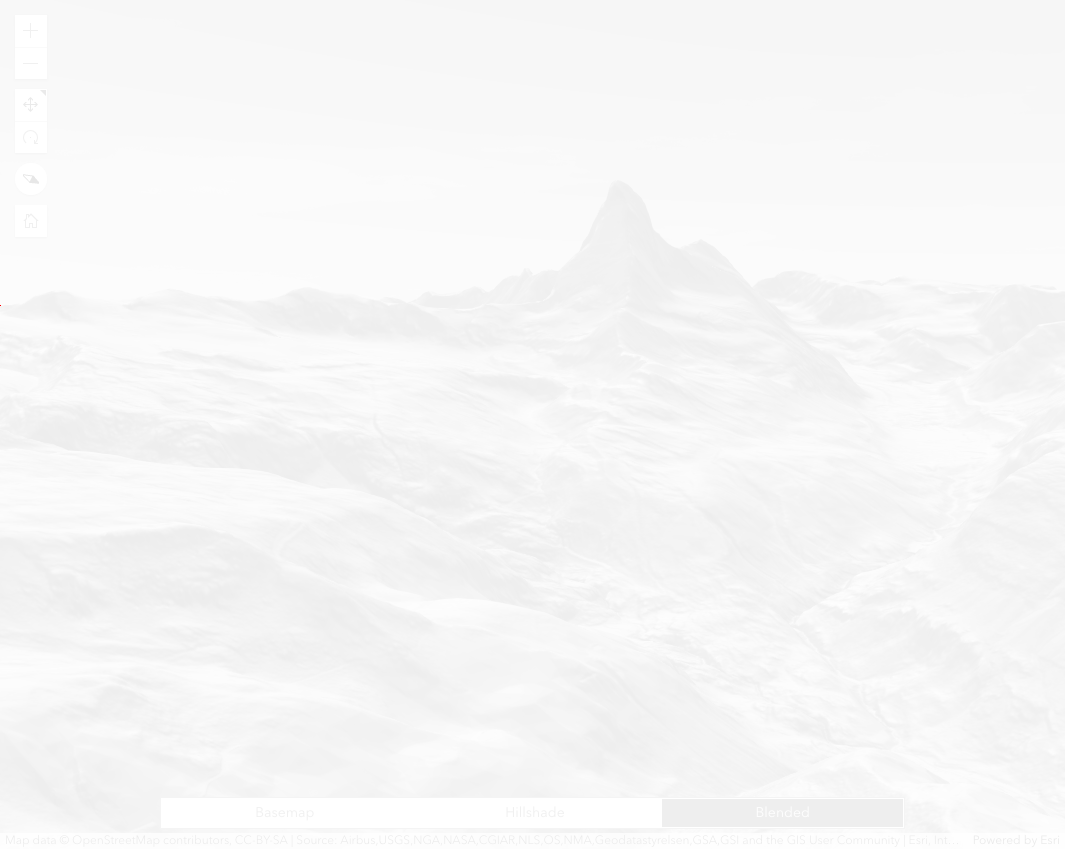 Basemap
Hillshade
Blended
Map data © OpenStreetMap contributors, CC-BY-SA | Source: Airbus,USGS,NGA,NASA,CGIAR,NLS,OS,NMA,Geodatastyrelsen,GSA,GSI and the GIS User Community | Esri, Int... Powered by Esri